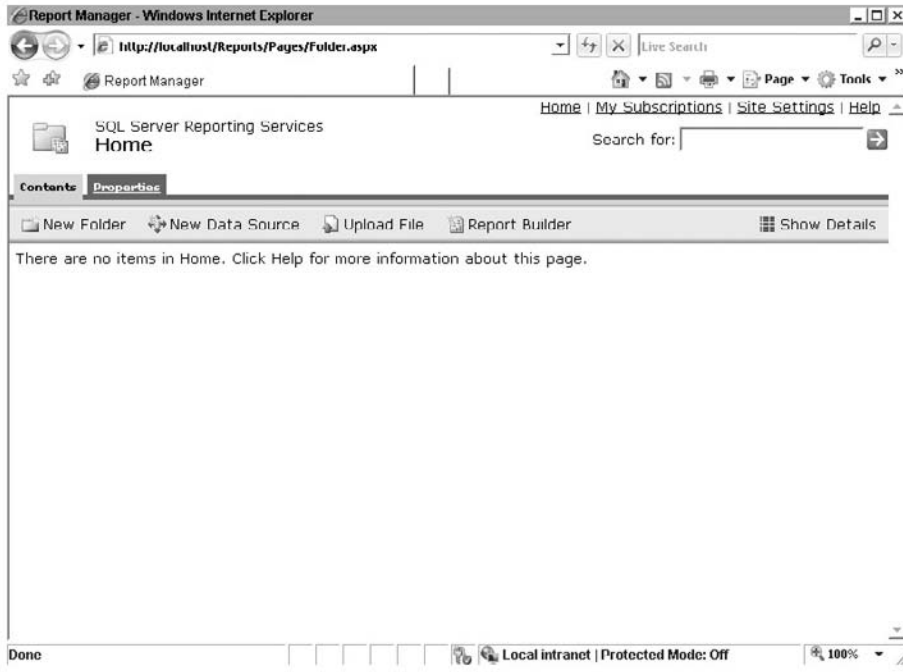 Report Manager - Windows Internet Explorer
http://localhost/Reports/Pages/Folder.aspx
Live Search
Report Manager
Page
Tools
Home | My Subscriptions | Site Settings | Help
SQL Server Reporting Services
Home
Search for:
Contents
Properties
New Folder
New Data Source
Upload File
Report Builder
Show Details
There are no items in Home. Click Help for more information about this page.
Done
Local intranet | Protected Mode: Off
100%